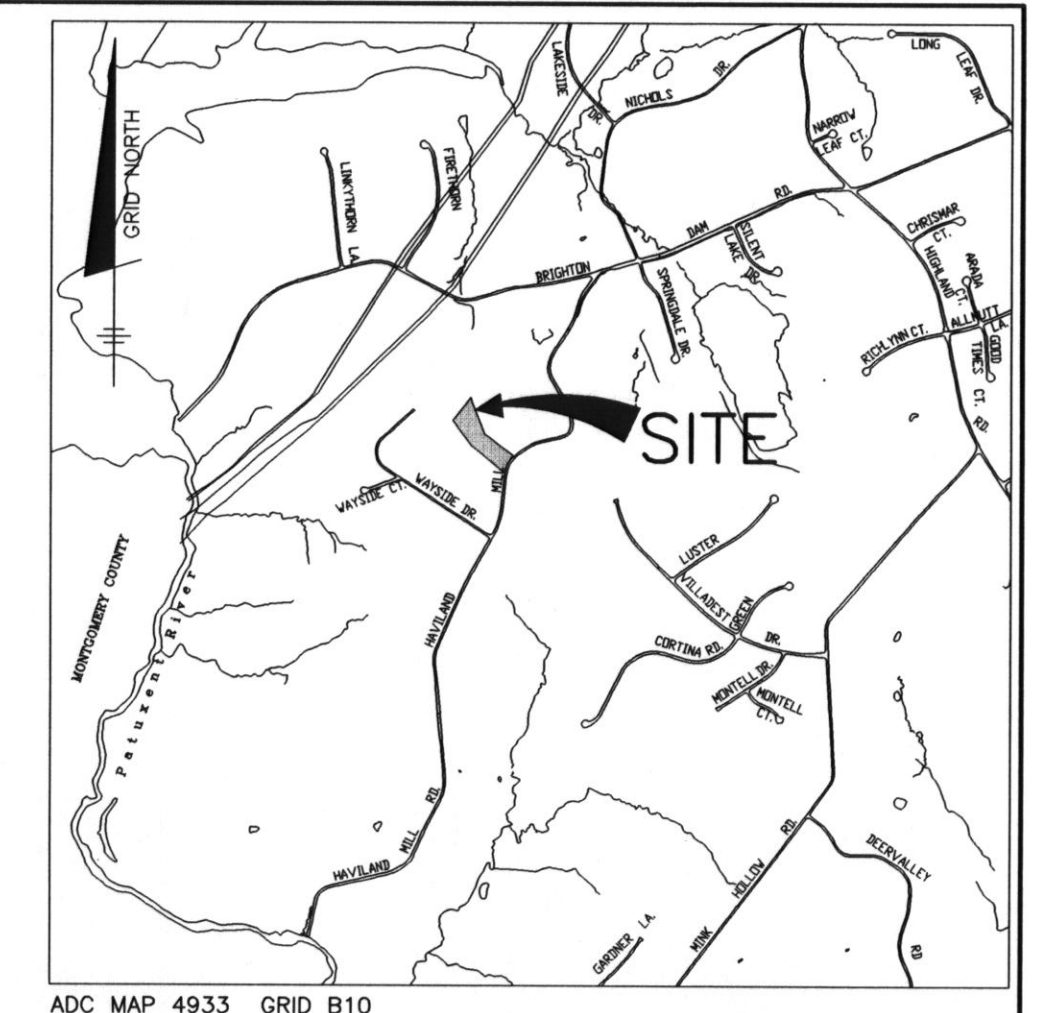 LONG
LEAF DR.
LAKESIDE
DR.
NICHOLS DR.
NARROW
LEAF CT.
GRID NORTH
LINKYTHORN LA.
FIRETHORN
BRIGHTON DAM RD.
SILENT
LAKE DR.
SPRINGDALE DR.
CHRISMAR
CT.
HIGHLAND RD.
ARADA
CT.
ALLNUTT
LA.
RICHLYNN CT.
GOOD
TIMES CT.
SITE
MILL
WAYSIDE CT.
WAYSIDE DR.
HAVILAND
MONTGOMERY COUNTY
Patuxent River
LUSTER
VILLADEST DR.
GREEN
CORTINA RD.
MONTELL DR.
MONTELL
CT.
HAVILAND MILL RD.
MINK HOLLOW RD.
DEERVALLEY
RD
GARDNER LA.
ADC MAP 4933 GRID B10